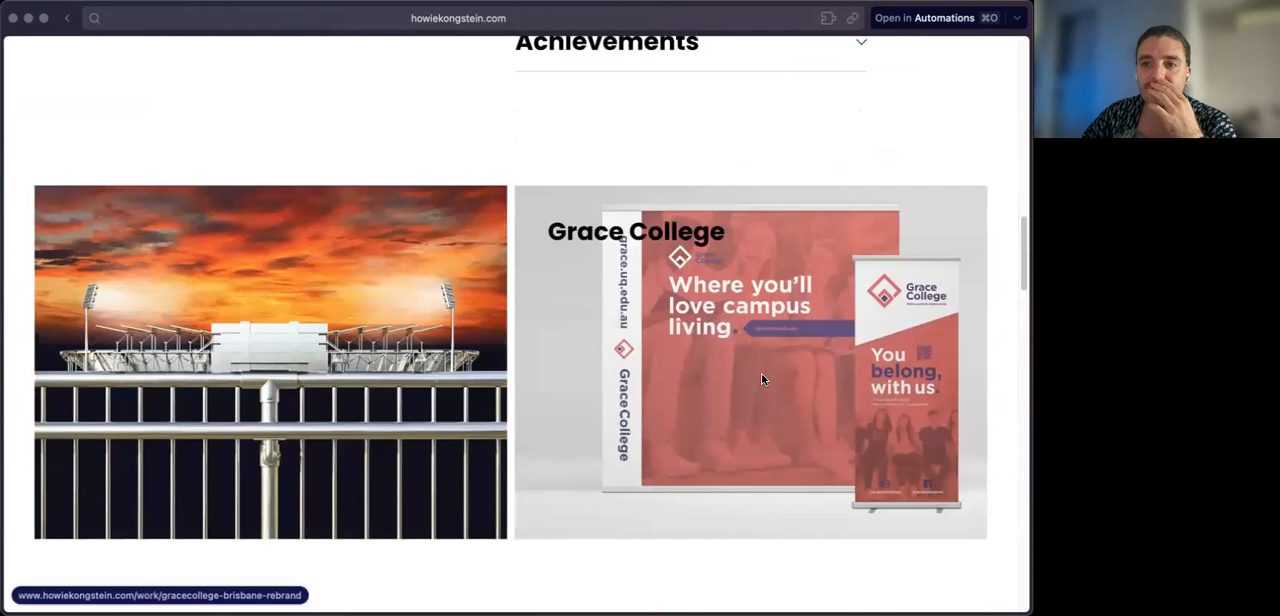 howiekongstein.com
Open in Automations ⌘O
Achievements
Grace College
grace.uq.edu.au
Grace College
Where you'll
love campus
living.
Grace
College
You
belong,
with us
www.howiekongstein.com/work/gracecollege-brisbane-rebrand